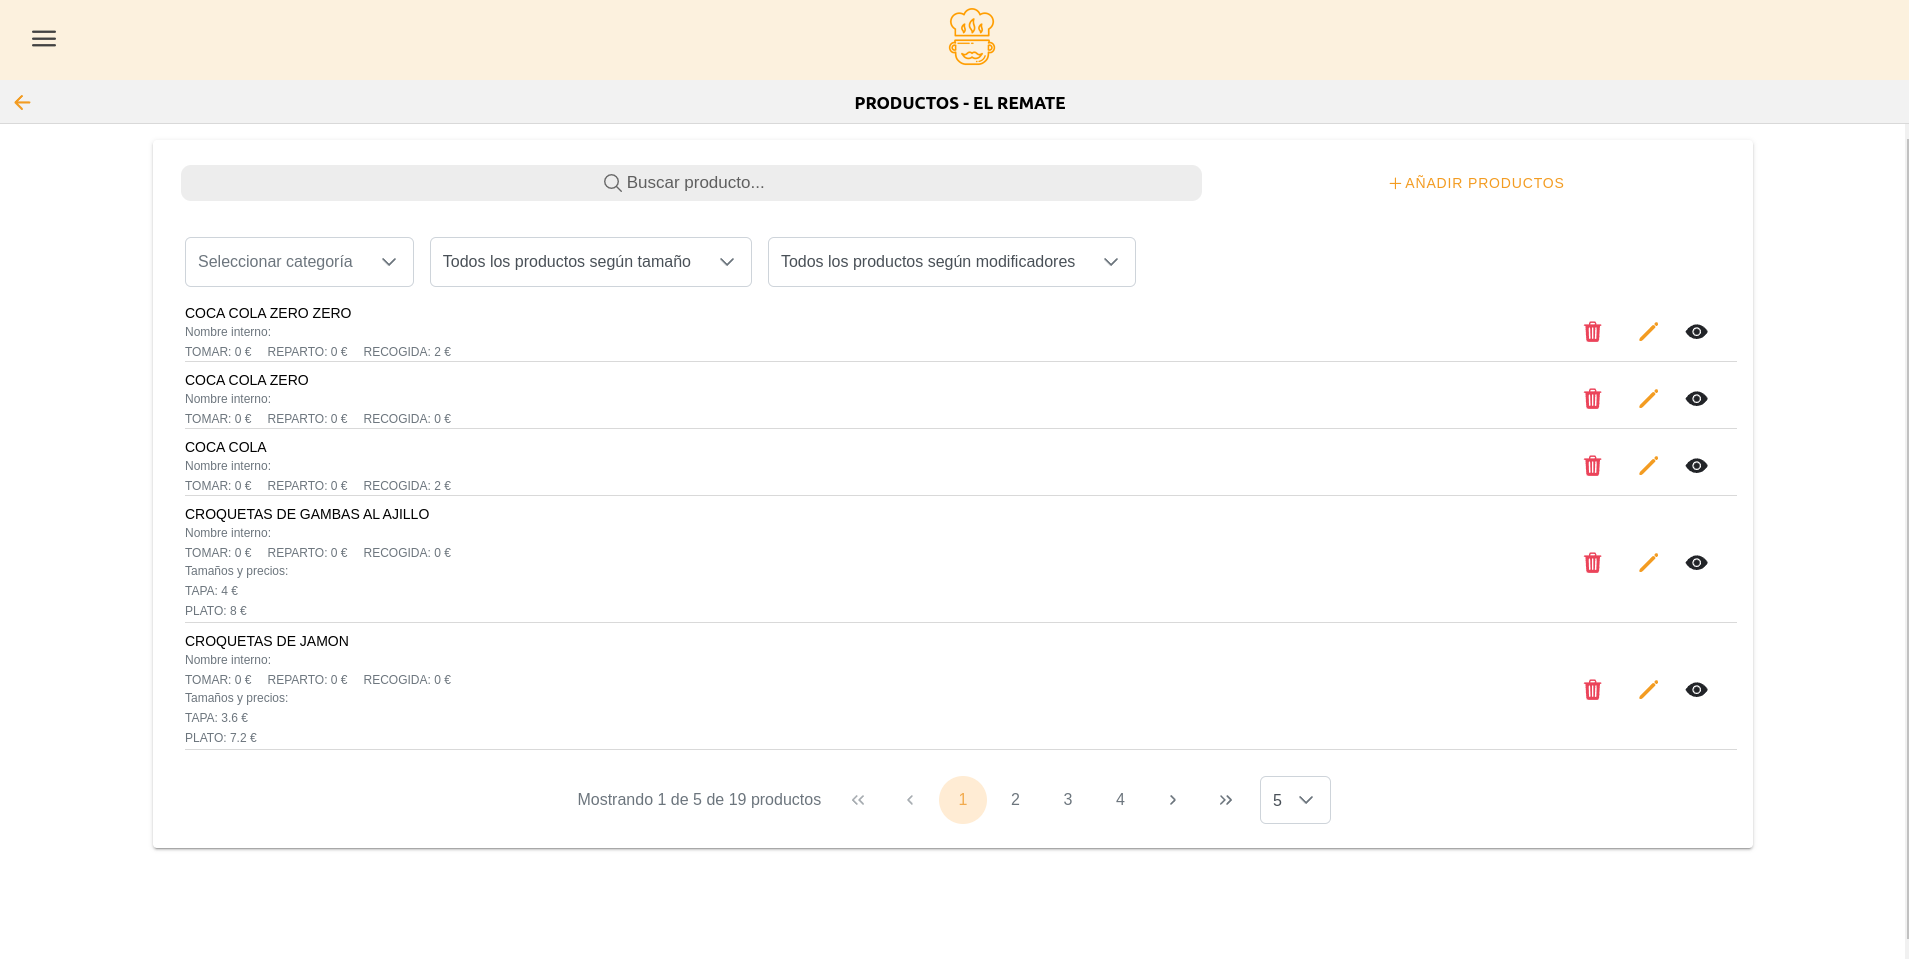 PRODUCTOS - EL REMATE
Buscar producto...
AÑADIR PRODUCTOS
Seleccionar categoría
Todos los productos según tamaño
Todos los productos según modificadores
COCA COLA ZERO ZERO
Nombre interno:
TOMAR: 0 € REPARTO: 0 € RECOGIDA: 2 €
COCA COLA ZERO
Nombre interno:
TOMAR: 0 € REPARTO: 0 € RECOGIDA: 0 €
COCA COLA
Nombre interno:
TOMAR: 0 € REPARTO: 0 € RECOGIDA: 2 €
CROQUETAS DE GAMBAS AL AJILLO
Nombre interno:
TOMAR: 0 € REPARTO: 0 € RECOGIDA: 0 €
Tamaños y precios:
TAPA: 4 €
PLATO: 8 €
CROQUETAS DE JAMON
Nombre interno:
TOMAR: 0 € REPARTO: 0 € RECOGIDA: 0 €
Tamaños y precios:
TAPA: 3.6 €
PLATO: 7.2 €
Mostrando 1 de 5 de 19 productos 1 2 3 4 5